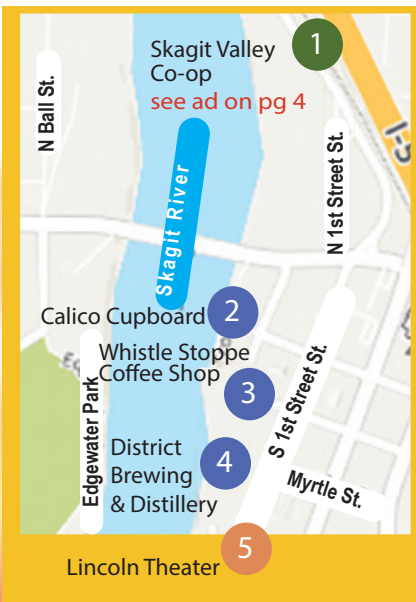 Skagit Valley
Co-op
see ad on pg 4
1
N Ball St.
Skagit River
N 1st Street St.
I-5
Calico Cupboard
2
Whistle Stoppe
Coffee Shop
3
Edgewater Park
District
Brewing
& Distillery
4
S 1st Street St.
Myrtle St.
Lincoln Theater
5